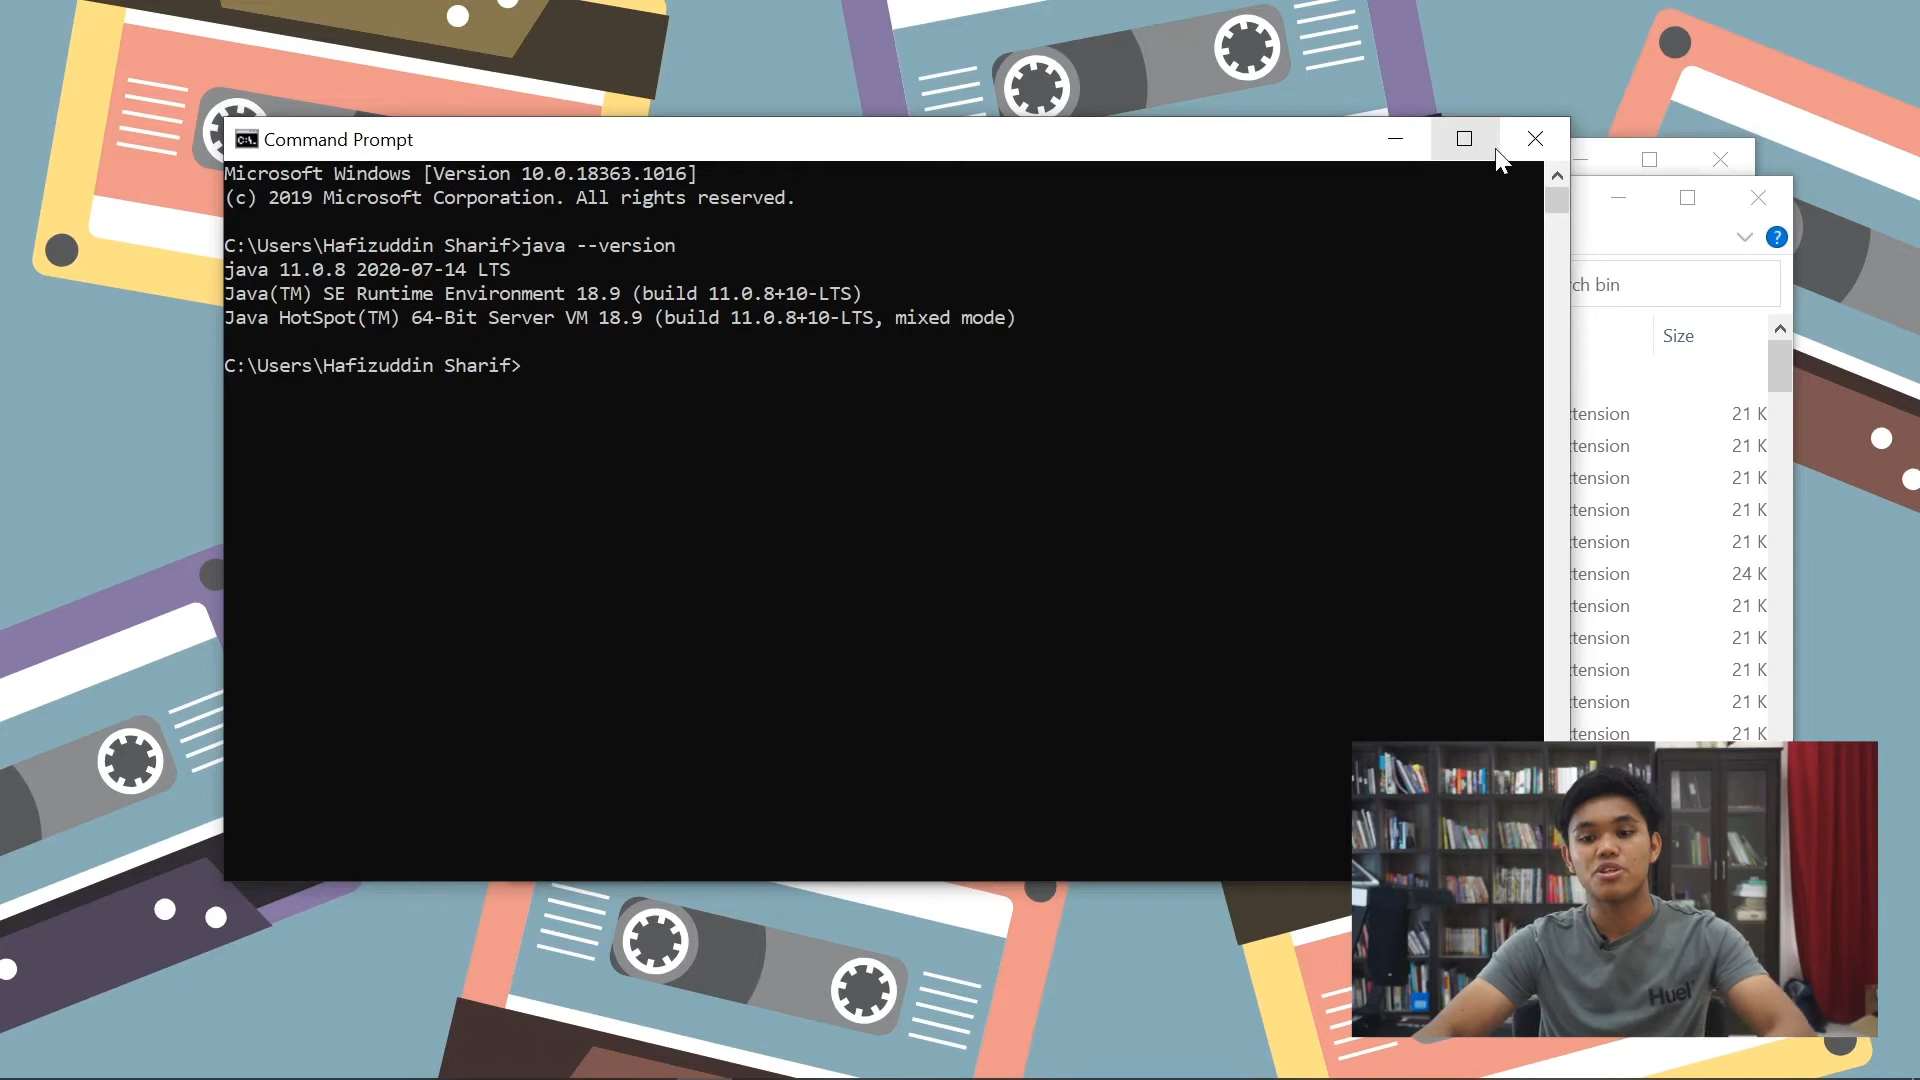 Command Prompt
Microsoft Windows [Version 10.0.18363.1016]
(c) 2019 Microsoft Corporation. All rights reserved.
C:\Users\Hafizuddin Sharif>java --version
java 11.0.8 2020-07-14 LTS
Java(TM) SE Runtime Environment 18.9 (build 11.0.8+10-LTS)
Java HotSpot(TM) 64-Bit Server VM 18.9 (build 11.0.8+10-LTS, mixed mode)
C:\Users\Hafizuddin Sharif>
rch bin
Size
tension 21 K
tension 21 K
tension 21 K
tension 21 K
tension 21 K
tension 24 K
tension 21 K
tension 21 K
tension 21 K
tension 21 K
tension 21 K
Huel